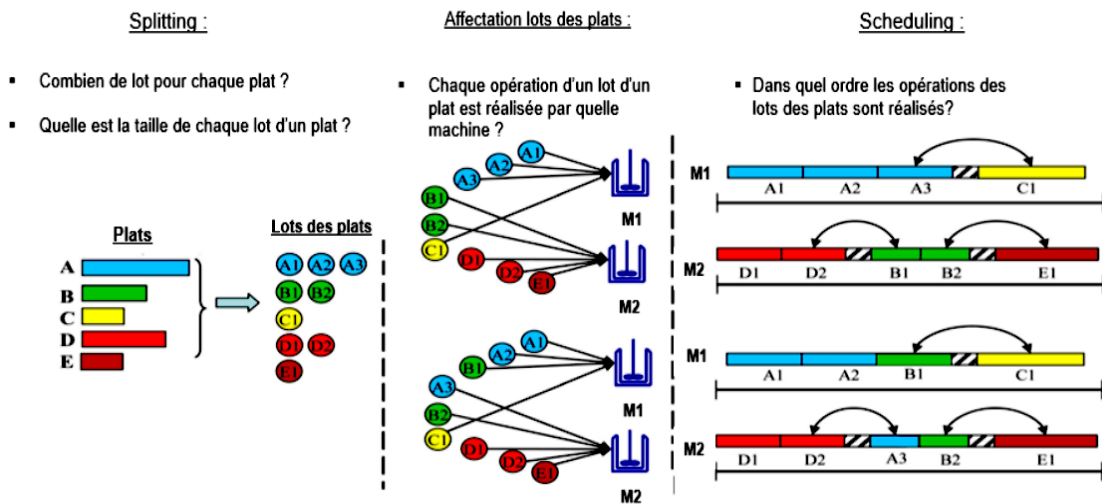 Splitting :
▪ Combien de lot pour chaque plat ?
▪ Quelle est la taille de chaque lot d'un plat ?
Plats
A
B
C
D
E
Lots des plats
A1 A2 A3
B1 B2
C1
D1 D2
E1
Affectation lots des plats :
▪ Chaque opération d'un lot d'un
plat est réalisée par quelle
machine ?
A1
A2
A3
B1
B2
C1
D1
D2
E1
M1
M2
A1
A2
B1
A3
B2
C1
D1
D2
E1
M1
M2
Scheduling :
▪ Dans quel ordre les opérations des
lots des plats sont réalisés?
M1
A1 A2 A3 C1
M2
D1 D2 B1 B2 E1
M1
A1 A2 B1 C1
M2
D1 D2 A3 B2 E1